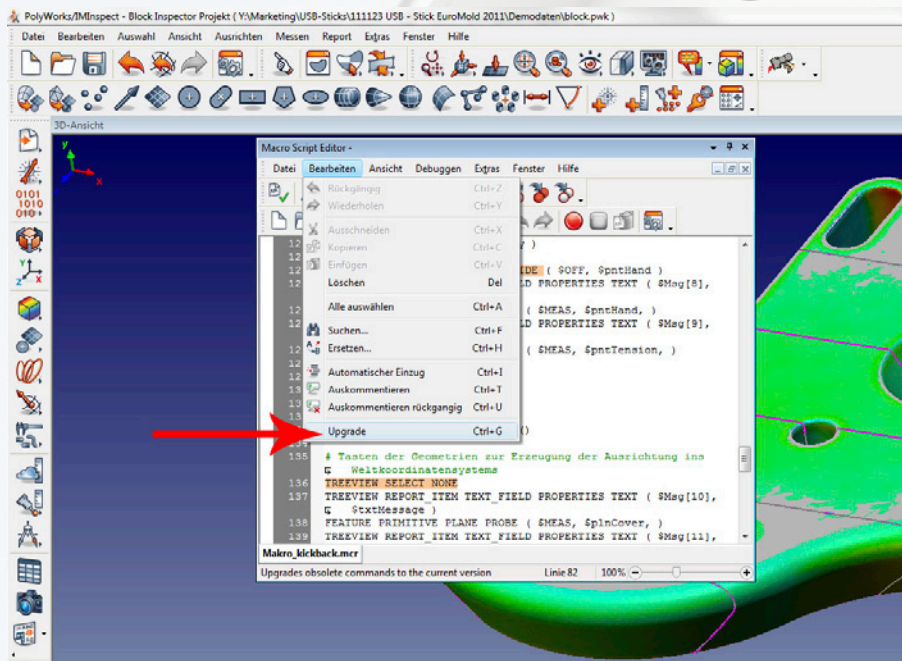 PolyWorks/IMInspect - Block Inspector Projekt ( Y:\Marketing\USB-Sticks\111123 USB - Stick EuroMold 2011\Demodaten\block.pwk )
Datei Bearbeiten Auswahl Ansicht Ausrichten Messen Report Extras Fenster Hilfe
3D-Ansicht
y
x
Macro Script Editor -
Datei Bearbeiten Ansicht Debuggen Extras Fenster Hilfe
Rückgängig Ctrl+Z
Wiederholen Ctrl+Y
Ausschneiden Ctrl+X
Kopieren Ctrl+C
Einfügen Ctrl+V
Löschen Del
Alle auswählen Ctrl+A
Suchen... Ctrl+F
Ersetzen... Ctrl+H
Automatischer Einzug Ctrl+I
Auskommentieren Ctrl+T
Auskommentieren rückgangig Ctrl+U
Upgrade Ctrl+G
)
IDE ( $OFF, $pntHand )
LD PROPERTIES TEXT ( $Msg[8],
( $MEAS, $pntHand, )
LD PROPERTIES TEXT ( $Msg[9],
( $MEAS, $pntTension, )
()
135 # Tasten der Geometrien zur Erzeugung der Ausrichtung ins
Weltkoordinatensystems
136 TREEVIEW SELECT NONE
137 TREEVIEW REPORT_ITEM TEXT_FIELD PROPERTIES TEXT ( $Msg[10],
$txtMessage )
138 FEATURE PRIMITIVE PLANE PROBE ( $MEAS, $plnCover, )
139 TREEVIEW REPORT_ITEM TEXT_FIELD PROPERTIES TEXT ( $Msg[11],
Makro_kickback.mcr
Upgrades obsolete commands to the current version Linie 82 100%